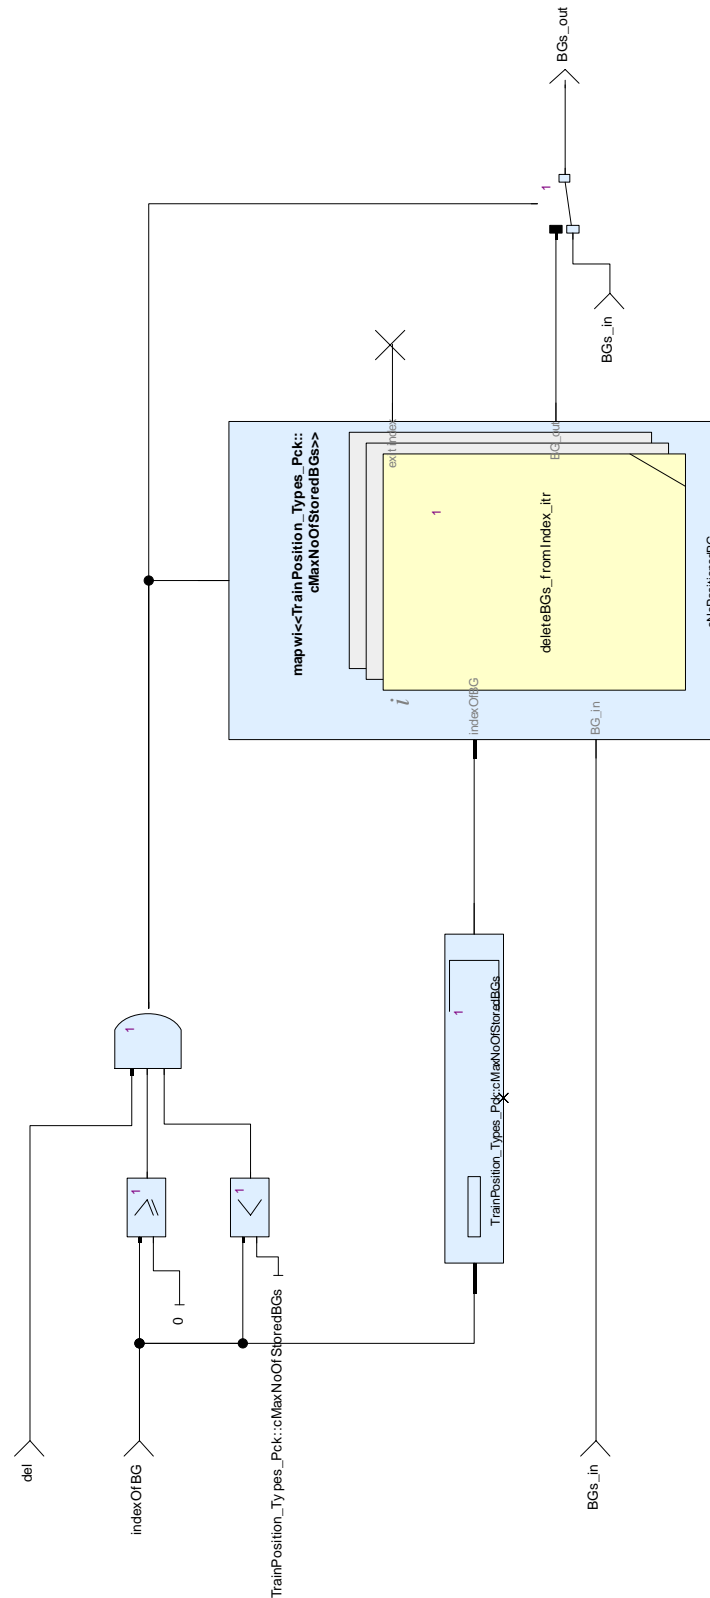 del
indexOfBG
0
TrainPosition_Types_Pck::cMaxNoOfStoredBGs
1
1
1
BGs_in
TrainPosition_Types_Pck::cMaxNoOfStoredBGs
1
mapwi<<TrainPosition_Types_Pck::
cMaxNoOfStoredBGs>>
i
indexOfBG
BG_in
deleteBGs_fromIndex_itr
1
exit index
BG_out
BGs_in
1
BGs_out